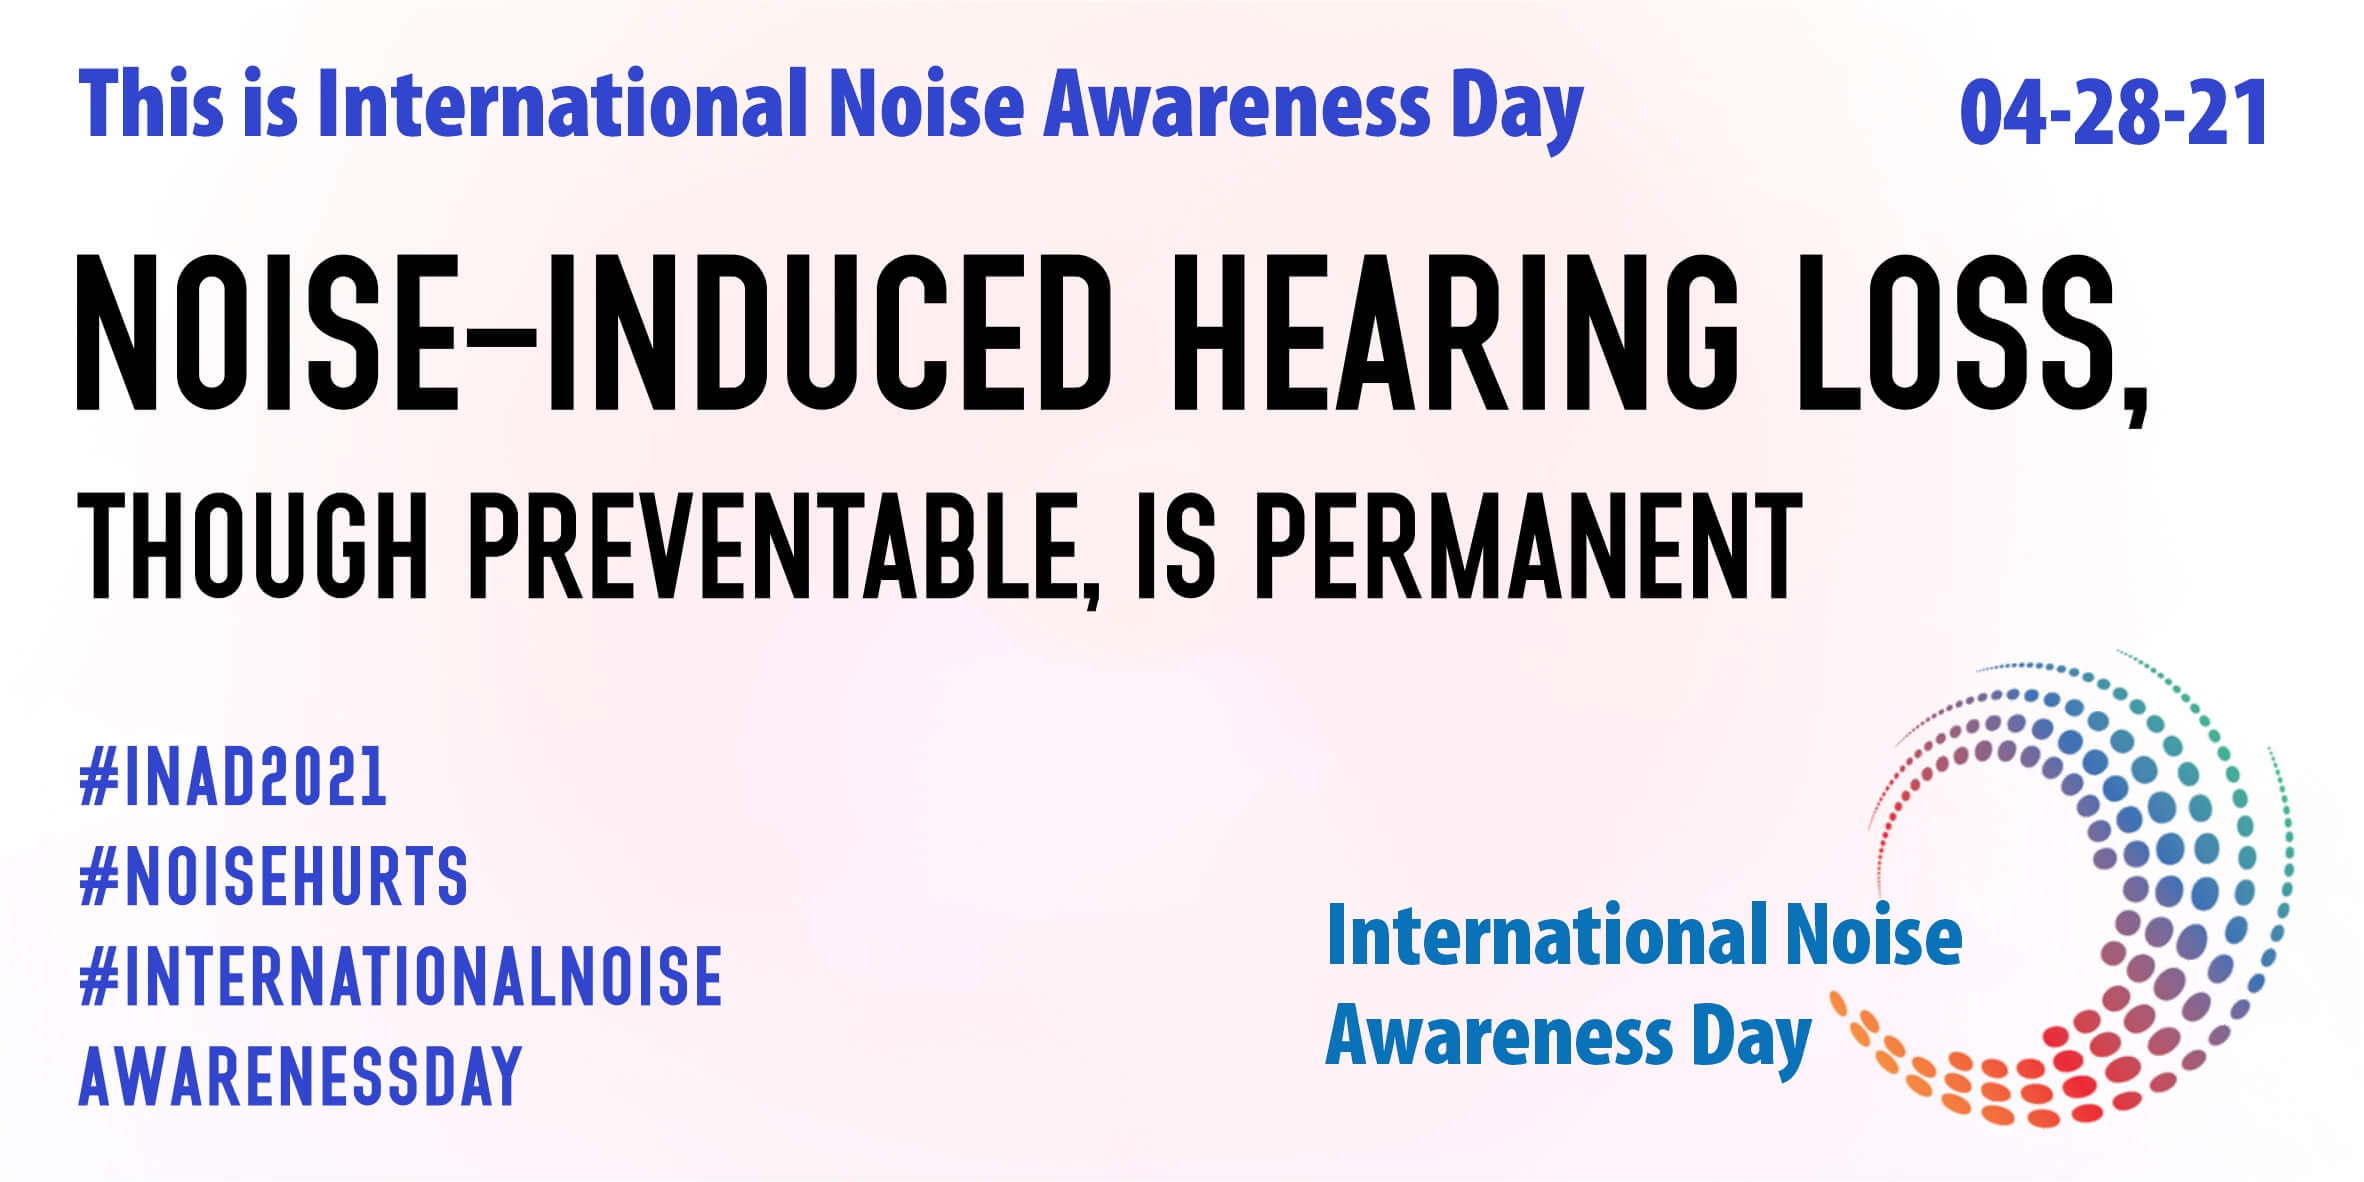 This is International Noise Awareness Day
04-28-21
NOISE–INDUCED HEARING LOSS,
THOUGH PREVENTABLE, IS PERMANENT
#INAD2021
#NOISEHURTS
#INTERNATIONALNOISE
AWARENESSDAY
International Noise
Awareness Day